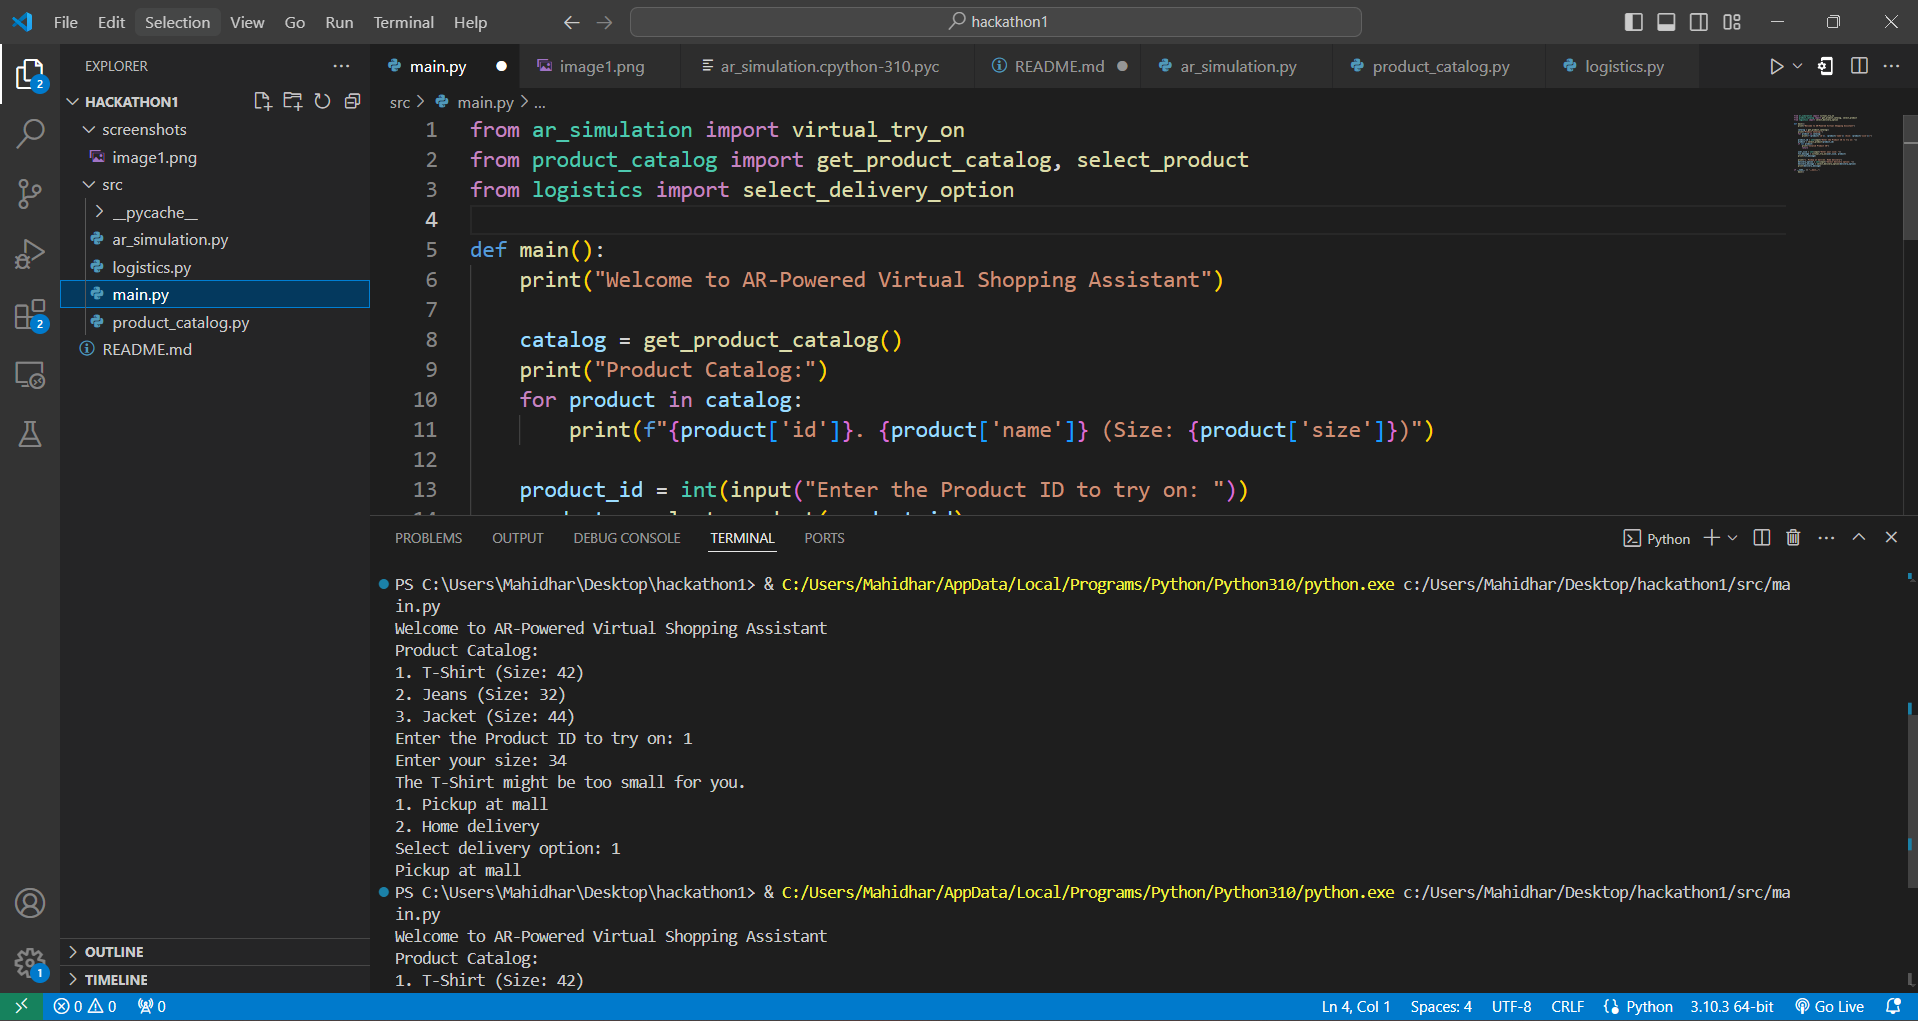 File Edit Selection View Go Run Terminal Help
hackathon1
EXPLORER
HACKATHON1
screenshots
image1.png
src
__pycache__
ar_simulation.py
logistics.py
main.py
product_catalog.py
README.md
OUTLINE
TIMELINE
2
2
1
main.py image1.png ar_simulation.cpython-310.pyc README.md ar_simulation.py product_catalog.py logistics.py
src > main.py > ...
1 from ar_simulation import virtual_try_on
2 from product_catalog import get_product_catalog, select_product
3 from logistics import select_delivery_option
4
5 def main():
6 print("Welcome to AR-Powered Virtual Shopping Assistant")
7
8 catalog = get_product_catalog()
9 print("Product Catalog:")
10 for product in catalog:
11 print(f"{product['id']}. {product['name']} (Size: {product['size']})")
12
13 product_id = int(input("Enter the Product ID to try on: "))
PROBLEMS OUTPUT DEBUG CONSOLE TERMINAL PORTS
Python
PS C:\Users\Mahidhar\Desktop\hackathon1> & C:/Users/Mahidhar/AppData/Local/Programs/Python/Python310/python.exe c:/Users/Mahidhar/Desktop/hackathon1/src/ma
in.py
Welcome to AR-Powered Virtual Shopping Assistant
Product Catalog:
1. T-Shirt (Size: 42)
2. Jeans (Size: 32)
3. Jacket (Size: 44)
Enter the Product ID to try on: 1
Enter your size: 34
The T-Shirt might be too small for you.
1. Pickup at mall
2. Home delivery
Select delivery option: 1
Pickup at mall
PS C:\Users\Mahidhar\Desktop\hackathon1> & C:/Users/Mahidhar/AppData/Local/Programs/Python/Python310/python.exe c:/Users/Mahidhar/Desktop/hackathon1/src/ma
in.py
Welcome to AR-Powered Virtual Shopping Assistant
Product Catalog:
1. T-Shirt (Size: 42)
0 0 0 Ln 4, Col 1 Spaces: 4 UTF-8 CRLF Python 3.10.3 64-bit Go Live